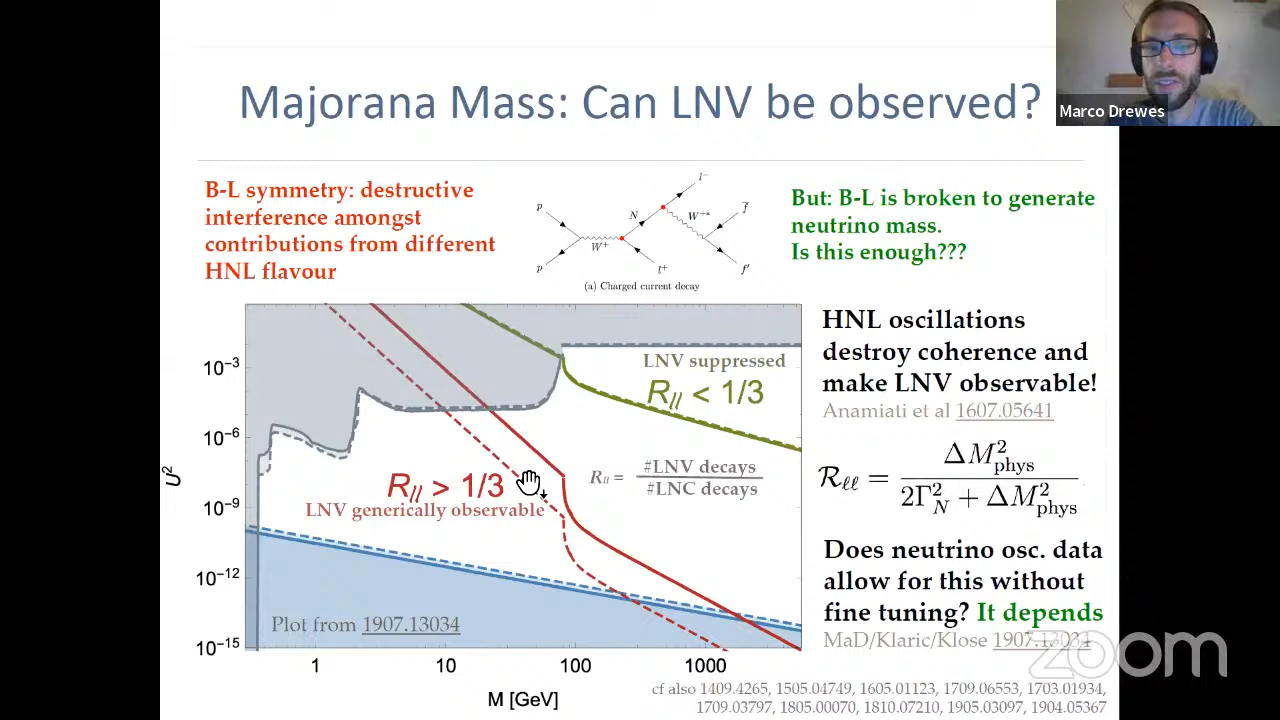 Majorana Mass: Can LNV be observed?
Marco Drewes
B-L symmetry: destructive
interference amongst
contributions from different
HNL flavour
p
p
W⁺
N
l⁺
l⁻
W⁺*
f̅
f'
(a) Charged current decay
But: B-L is broken to generate
neutrino mass.
Is this enough???
U²
10⁻³
10⁻⁶
10⁻⁹
10⁻¹²
10⁻¹⁵
LNV suppressed
R_ll < 1/3
R_ll > 1/3
LNV generically observable
R_ll = #LNV decays / #LNC decays
Plot from 1907.13034
1
10
100
1000
M [GeV]
HNL oscillations
destroy coherence and
make LNV observable!
Anamiati et al 1607.05641
R_ℓℓ = ΔM²_phys / 2Γ²_N + ΔM²_phys
Does neutrino osc. data
allow for this without
fine tuning? It depends
MaD/Klaric/Klose 1907.13034
zoom
cf also 1409.4265, 1505.04749, 1605.01123, 1709.06553, 1703.01934,
1709.03797, 1805.00070, 1810.07210, 1905.03097, 1904.05367